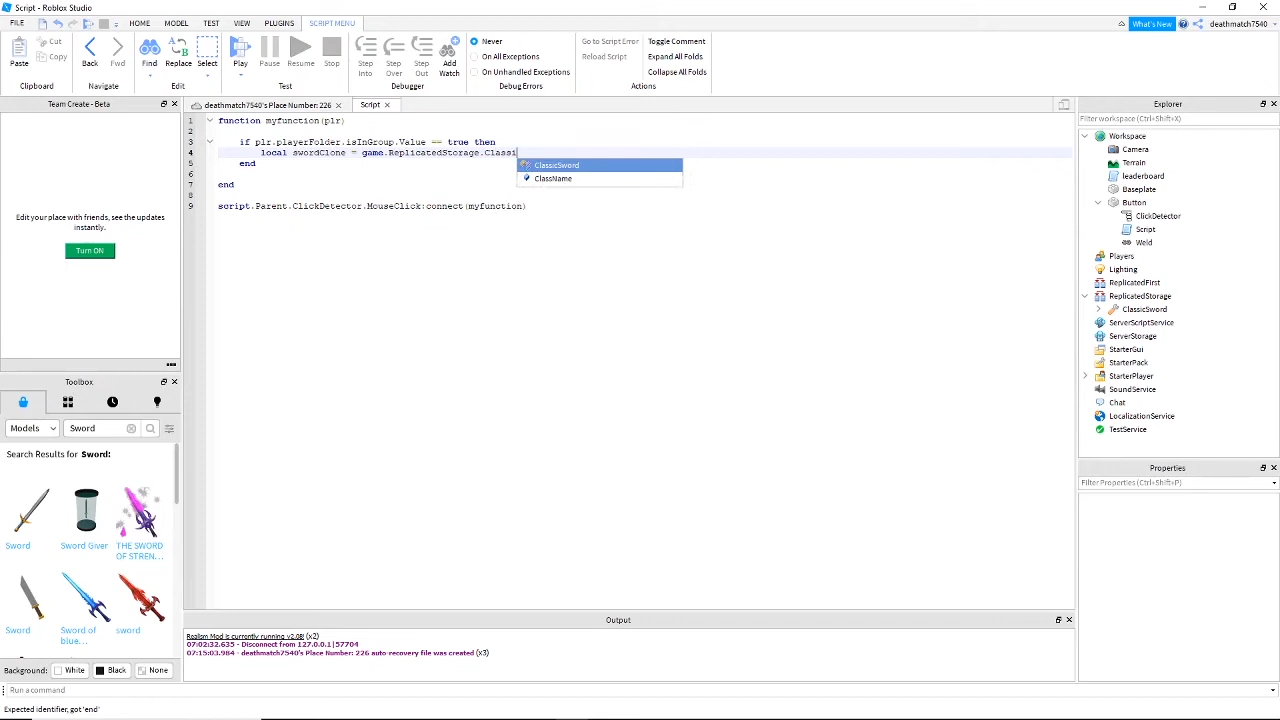 Script - Roblox Studio
FILE HOME MODEL TEST VIEW PLUGINS SCRIPT MENU What's New deathmatch7540
Paste Cut Copy Back Fwd Find Replace Select Play Pause Resume Stop Step Into Step Over Step Out Add Watch Never On All Exceptions On Unhandled Exceptions Go to Script Error Reload Script Toggle Comment Expand All Folds Collapse All Folds
Clipboard Navigate Edit Test Debugger Debug Errors Actions
Team Create - Beta
Edit your place with friends, see the updates
instantly.
Turn ON
Toolbox
Models Sword
Search Results for Sword:
Sword Sword Giver THE SWORD OF STREN...
Sword Sword of blue... sword
Background: White Black None
deathmatch7540's Place Number: 226 Script
1 function myfunction(plr)
2
3 if plr.playerFolder.isInGroup.Value == true then
4 local swordClone = game.ReplicatedStorage.Classi
5 end
6
7 end
8
9 script.Parent.ClickDetector.MouseClick:connect(myfunction)
ClassicSword
ClassName
Output
Realism Mod is currently running. v2.08! (x2)
07:02:32.635 - Disconnect from 127.0.0.1|57704
07:15:03.984 - deathmatch7540's Place Number: 226 auto-recovery file was created (x3)
Explorer
Filter workspace (Ctrl+Shift+X)
Workspace
Camera
Terrain
leaderboard
Baseplate
Button
ClickDetector
Script
Weld
Players
Lighting
ReplicatedFirst
ReplicatedStorage
ClassicSword
ServerScriptService
ServerStorage
StarterGui
StarterPack
StarterPlayer
SoundService
Chat
LocalizationService
TestService
Properties
Filter Properties (Ctrl+Shift+P)
Run a command
Expected identifier, got 'end'